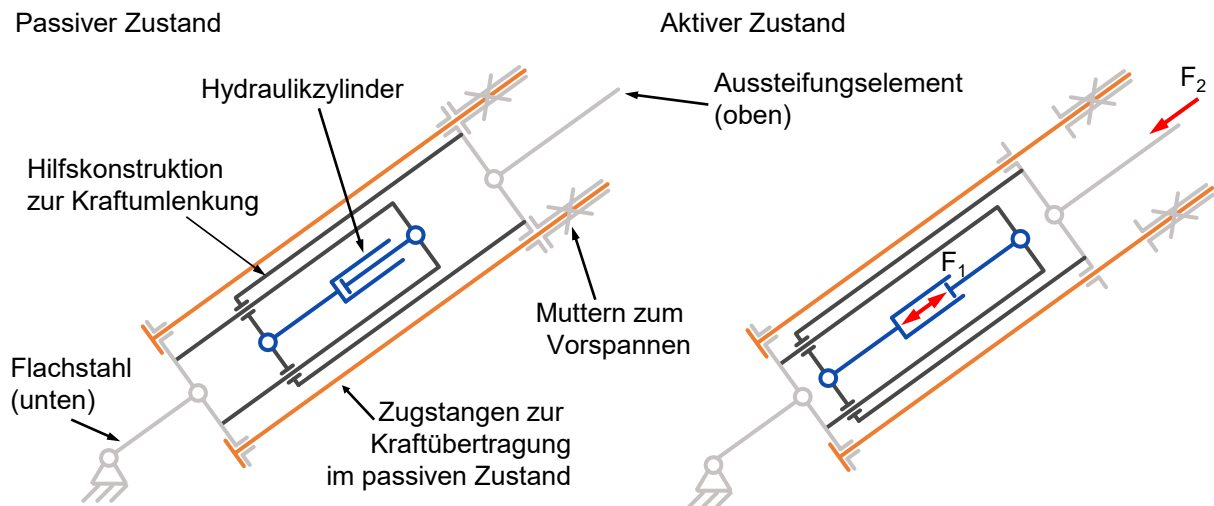 Passiver Zustand
Aktiver Zustand
Hydraulikzylinder
Aussteifungselement
(oben)
F2
Hilfskonstruktion
zur Kraftumlenkung
F1
Muttern zum
Vorspannen
Flachstahl
(unten)
Zugstangen zur
Kraftübertragung
im passiven Zustand